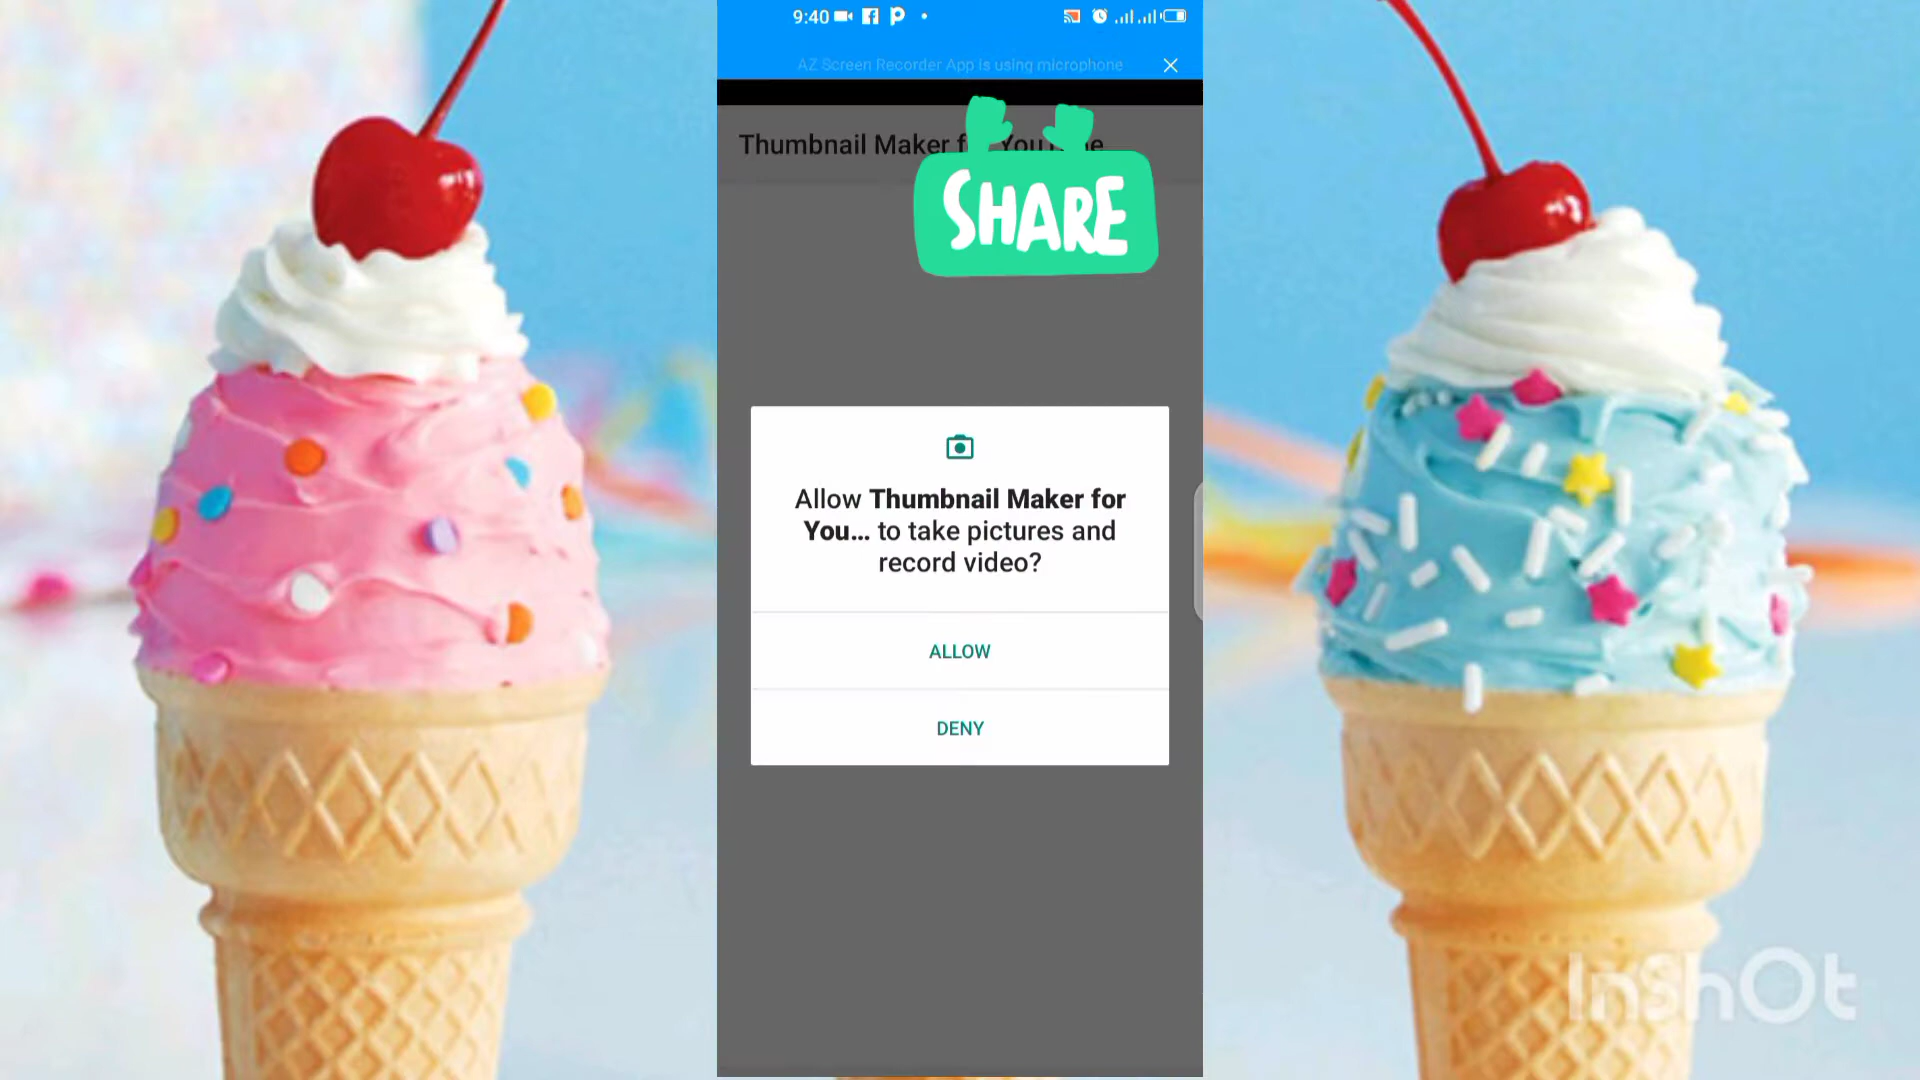 9:40
AZ Screen Recorder App is using microphone
Thumbnail Maker f
SHARE
Allow Thumbnail Maker for
You... to take pictures and
record video?
ALLOW
DENY
InShOt